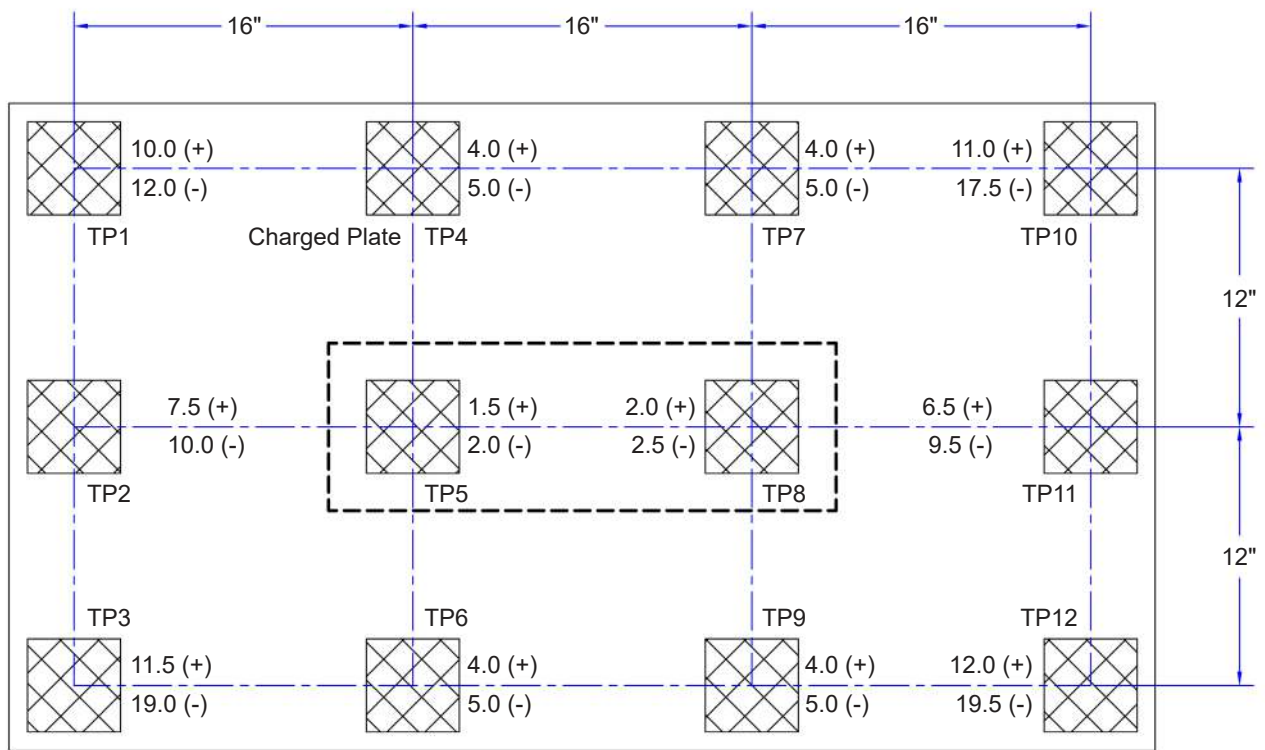 16" 16" 16"
10.0 (+) 4.0 (+) 4.0 (+) 11.0 (+)
12.0 (-) 5.0 (-) 5.0 (-) 17.5 (-)
TP1 Charged Plate TP4 TP7 TP10
12"
7.5 (+) 1.5 (+) 2.0 (+) 6.5 (+)
10.0 (-) 2.0 (-) 2.5 (-) 9.5 (-)
TP2 TP5 TP8 TP11
12"
TP3 TP6 TP9 TP12
11.5 (+) 4.0 (+) 4.0 (+) 12.0 (+)
19.0 (-) 5.0 (-) 5.0 (-) 19.5 (-)